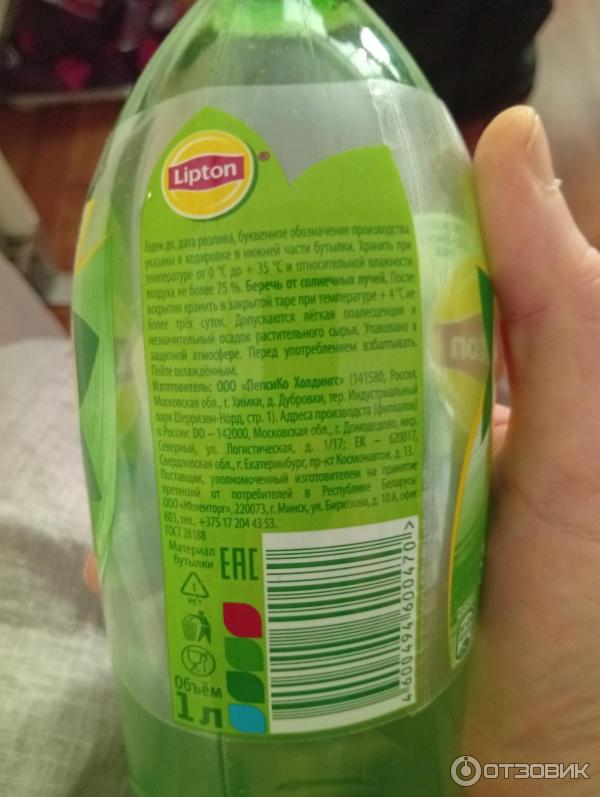 Lipton
®
Годен до, дата розлива, буквенное обозначение производства
указаны в кодировке в нижней части бутылки. Хранить при
температуре от 0 °С до + 35 °С и относительной влажности
воздуха не более 75 %. Беречь от солнечных лучей. После
вскрытия хранить в закрытой таре при температуре + 4 °С не
более трёх суток. Допускаются лёгкая опалесценция и
незначительный осадок растительного сырья. Упаковано в
защитной атмосфере. Перед употреблением взбалтывать.
Пейте охлаждённым.
Изготовитель: ООО «ПепсиКо Холдингс» (141580, Россия,
Московская обл., г. Химки, д. Дубровки, тер. Индустриальный
парк Шерризон-Норд, стр. 1). Адреса производств (филиалов)
в России: DO – 142000, Московская обл., г. Домодедово, мкр.
Северный, ул. Логистическая, д. 1/17; EK – 620017,
Свердловская обл., г. Екатеринбург, пр-кт Космонавтов, д. 13.
Поставщик, уполномоченный изготовителем на принятие
претензий от потребителей в Республике Беларусь:
ООО «Желенторг», 220073, г. Минск, ул. Бирюзова, д. 10 А, офис
603, тел.: +375 17 204 43 53.
ГОСТ 28188
Материал
бутылки
EAC
1
PET
Объём
1 л
4 600494 600470 >
ОТЗОВИК